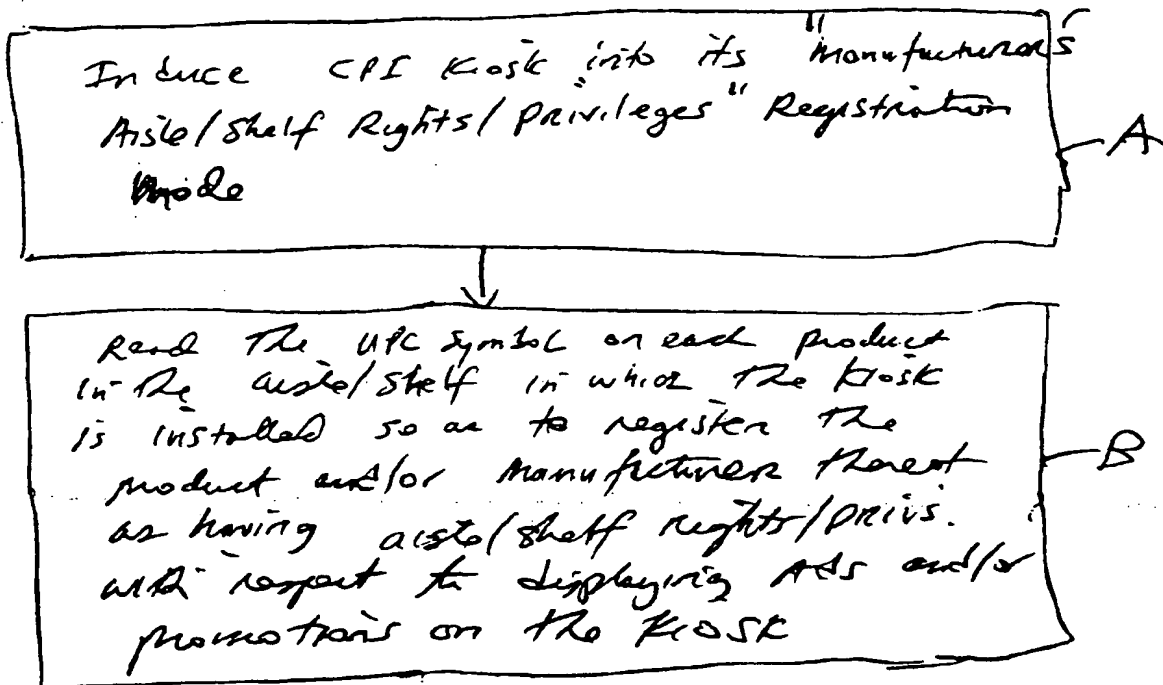 Induce CPI Kiosk into its "Manufacturer's
Aisle/Shelf Rights/Privileges" Registration
Mode
A
Read The UPC symbol on each product
in the aisle/shelf in which the Kiosk
is installed so as to register the
product and/or manufacturer thereof
as having aisle/shelf rights/privs.
with respect to displaying Ads and/or
promotions on the Kiosk
B